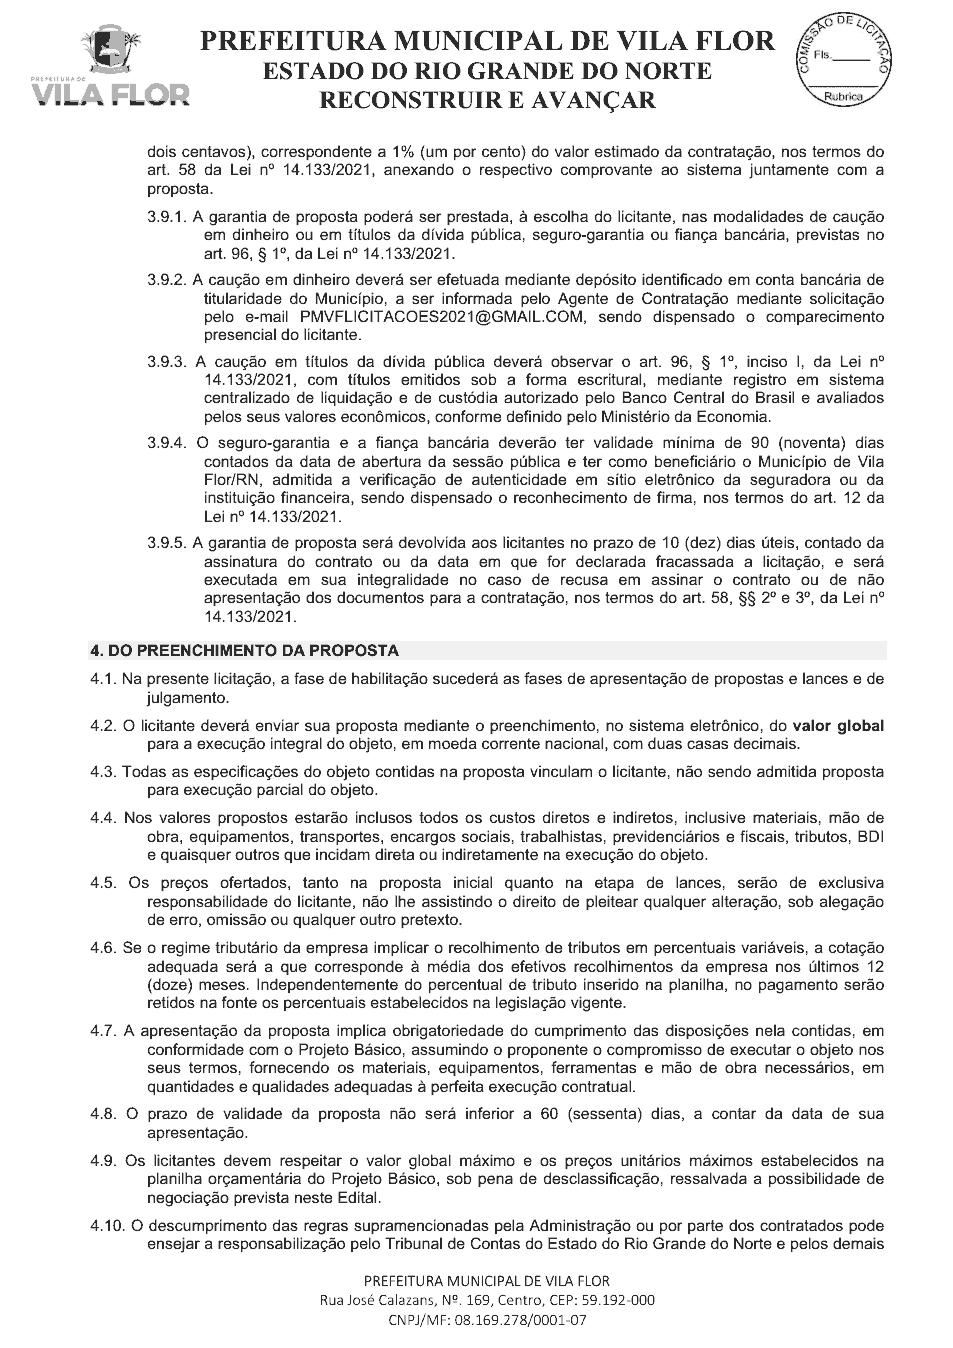 PREFEITURA DE
VILA FLOR
PREFEITURA MUNICIPAL DE VILA FLOR
ESTADO DO RIO GRANDE DO NORTE
RECONSTRUIR E AVANÇAR
COMISSÃO DE LICITAÇÃO
Fls.
Rubrica
dois centavos), correspondente a 1% (um por cento) do valor estimado da contratação, nos termos do
art. 58 da Lei nº 14.133/2021, anexando o respectivo comprovante ao sistema juntamente com a
proposta.
3.9.1. A garantia de proposta poderá ser prestada, à escolha do licitante, nas modalidades de caução
em dinheiro ou em títulos da dívida pública, seguro-garantia ou fiança bancária, previstas no
art. 96, § 1º, da Lei nº 14.133/2021.
3.9.2. A caução em dinheiro deverá ser efetuada mediante depósito identificado em conta bancária de
titularidade do Município, a ser informada pelo Agente de Contratação mediante solicitação
pelo e-mail PMVFLICITACOES2021@GMAIL.COM, sendo dispensado o comparecimento
presencial do licitante.
3.9.3. A caução em títulos da dívida pública deverá observar o art. 96, § 1º, inciso I, da Lei nº
14.133/2021, com títulos emitidos sob a forma escritural, mediante registro em sistema
centralizado de liquidação e de custódia autorizado pelo Banco Central do Brasil e avaliados
pelos seus valores econômicos, conforme definido pelo Ministério da Economia.
3.9.4. O seguro-garantia e a fiança bancária deverão ter validade mínima de 90 (noventa) dias
contados da data de abertura da sessão pública e ter como beneficiário o Município de Vila
Flor/RN, admitida a verificação de autenticidade em sítio eletrônico da seguradora ou da
instituição financeira, sendo dispensado o reconhecimento de firma, nos termos do art. 12 da
Lei nº 14.133/2021.
3.9.5. A garantia de proposta será devolvida aos licitantes no prazo de 10 (dez) dias úteis, contado da
assinatura do contrato ou da data em que for declarada fracassada a licitação, e será
executada em sua integralidade no caso de recusa em assinar o contrato ou de não
apresentação dos documentos para a contratação, nos termos do art. 58, §§ 2º e 3º, da Lei nº
14.133/2021.
4. DO PREENCHIMENTO DA PROPOSTA
4.1. Na presente licitação, a fase de habilitação sucederá as fases de apresentação de propostas e lances e de
julgamento.
4.2. O licitante deverá enviar sua proposta mediante o preenchimento, no sistema eletrônico, do valor global
para a execução integral do objeto, em moeda corrente nacional, com duas casas decimais.
4.3. Todas as especificações do objeto contidas na proposta vinculam o licitante, não sendo admitida proposta
para execução parcial do objeto.
4.4. Nos valores propostos estarão inclusos todos os custos diretos e indiretos, inclusive materiais, mão de
obra, equipamentos, transportes, encargos sociais, trabalhistas, previdenciários e fiscais, tributos, BDI
e quaisquer outros que incidam direta ou indiretamente na execução do objeto.
4.5. Os preços ofertados, tanto na proposta inicial quanto na etapa de lances, serão de exclusiva
responsabilidade do licitante, não lhe assistindo o direito de pleitear qualquer alteração, sob alegação
de erro, omissão ou qualquer outro pretexto.
4.6. Se o regime tributário da empresa implicar o recolhimento de tributos em percentuais variáveis, a cotação
adequada será a que corresponde à média dos efetivos recolhimentos da empresa nos últimos 12
(doze) meses. Independentemente do percentual de tributo inserido na planilha, no pagamento serão
retidos na fonte os percentuais estabelecidos na legislação vigente.
4.7. A apresentação da proposta implica obrigatoriedade do cumprimento das disposições nela contidas, em
conformidade com o Projeto Básico, assumindo o proponente o compromisso de executar o objeto nos
seus termos, fornecendo os materiais, equipamentos, ferramentas e mão de obra necessários, em
quantidades e qualidades adequadas à perfeita execução contratual.
4.8. O prazo de validade da proposta não será inferior a 60 (sessenta) dias, a contar da data de sua
apresentação.
4.9. Os licitantes devem respeitar o valor global máximo e os preços unitários máximos estabelecidos na
planilha orçamentária do Projeto Básico, sob pena de desclassificação, ressalvada a possibilidade de
negociação prevista neste Edital.
4.10. O descumprimento das regras supramencionadas pela Administração ou por parte dos contratados pode
ensejar a responsabilização pelo Tribunal de Contas do Estado do Rio Grande do Norte e pelos demais
PREFEITURA MUNICIPAL DE VILA FLOR
Rua José Calazans, Nº. 169, Centro, CEP: 59.192-000
CNPJ/MF: 08.169.278/0001-07